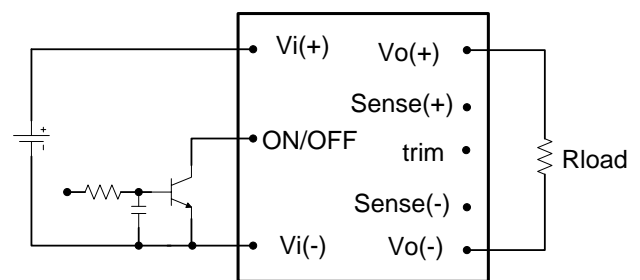 Vi(+)
Vo(+)
Sense(+)
ON/OFF
trim
Rload
Sense(-)
Vi(-)
Vo(-)
+
-